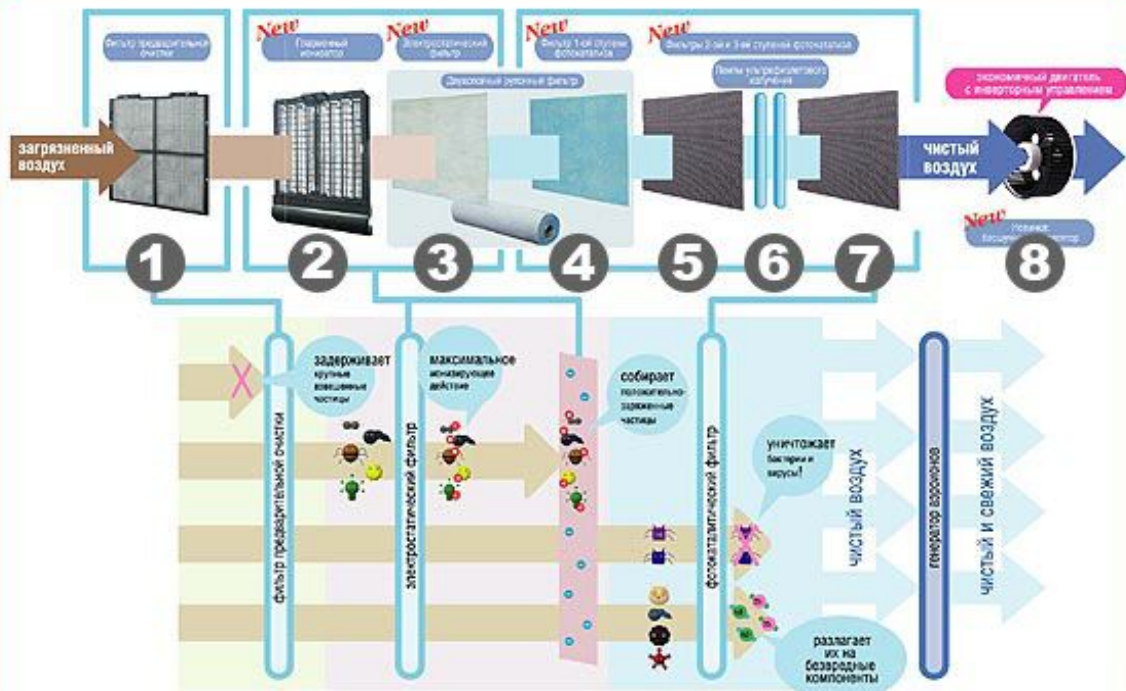 New
New
New
New
Фильтр предварительной
очистки
Плазменный
ионизатор
Электростатический
фильтр
Фильтр 1-ой ступени
фотокатализа
Фильтры 2-ой и 3-ей ступеней фотокатализа
Двухслойный рулонный фильтр
Лампы ультрафиолетового
излучения
экономичный двигатель
с инверторным управлением
загрязненный
воздух
чистый
воздух
New
Новинка:
1
2
3
4
5
6
7
8
задерживает
крупные
взвешенные
частицы
максимальное
ионизирующее
действие
собирает
положительно-
заряженные
частицы
уничтожает
бактерии и
вирусы!
разлагает
их на
безвредные
компоненты
фильтр предварительной очистки
электростатический фильтр
фотокаталитический фильтр
чистый воздух
генератор аэроионов
чистый и свежий воздух